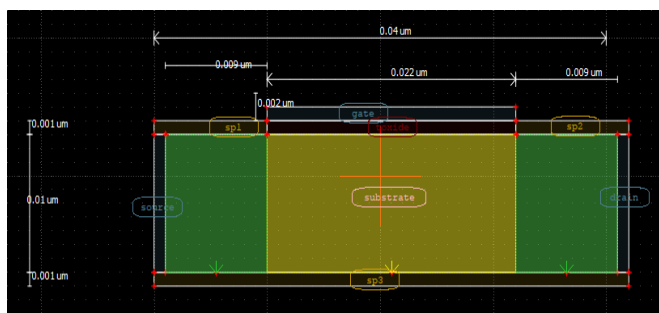 0.04 um
0.009 um
0.022 um
0.009 um
0.002 um
gate
0.001 um
sp1
oxide
sp2
0.01 um
substrate
source
drain
0.001 um
sp3